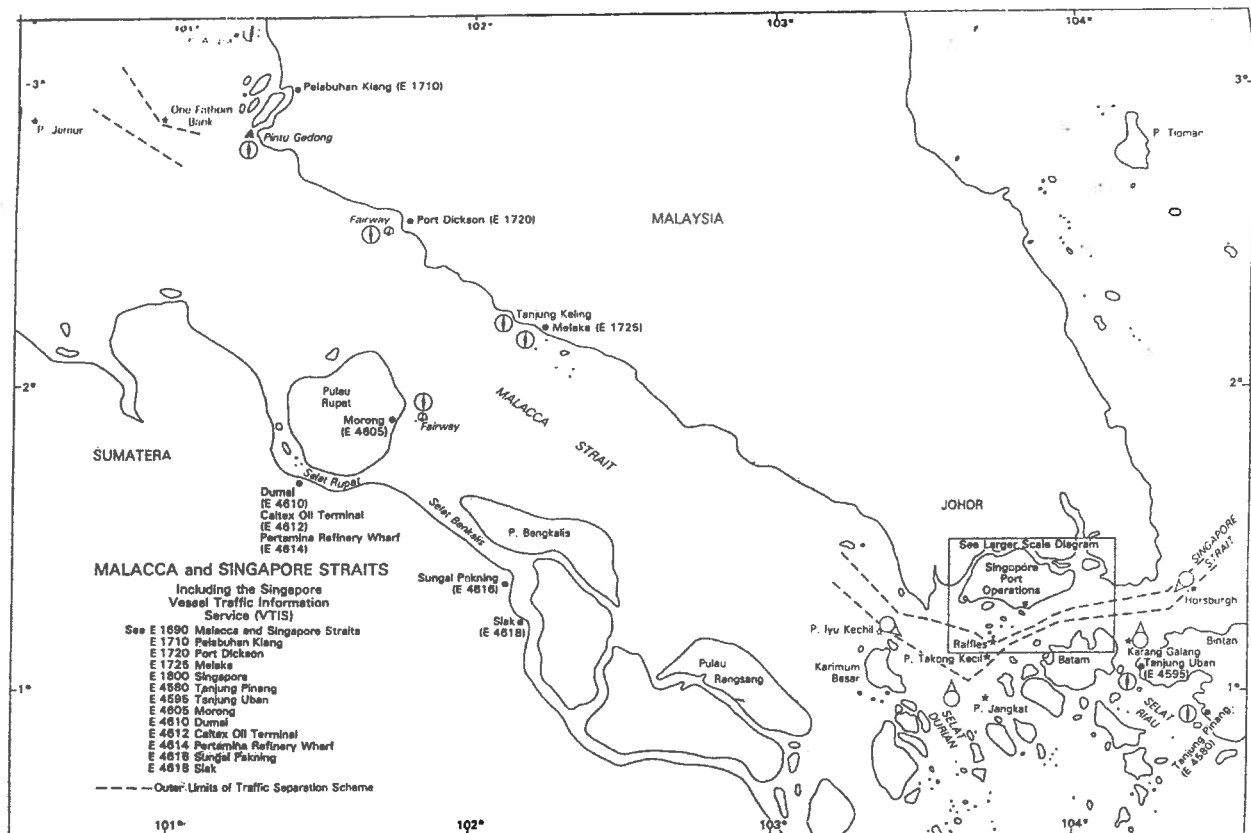 101°
102°
103°
104°
3°
3°
Pelabuhan Klang (E 1710)
One Fathom
Bank
P. Jemur
Pintu Gedong
P. Tioman
Fairway
Port Dickson (E 1720)
MALAYSIA
Tanjung Keling
Melaka (E 1725)
2°
2°
Pulau
Rupat
Morong
(E 4605)
Fairway
MALACCA
STRAIT
SUMATERA
Selat Rupat
Dumai
(E 4610)
Caltex Oil Terminal
(E 4612)
Pertamina Refinery Wharf
(E 4614)
Selat Benkalis
P. Bengkalis
JOHOR
See Larger Scale Diagram
Singapore
Port
Operations
SINGAPORE
STRAIT
Horsburgh
MALACCA and SINGAPORE STRAITS
Including the Singapore
Vessel Traffic Information
Service (VTIS)
See E 1690 Malacca and Singapore Straits
E 1710 Pelabuhan Klang
E 1720 Port Dickson
E 1725 Melaka
E 1800 Singapore
E 4580 Tanjung Pinang
E 4595 Tanjung Uban
E 4605 Morong
E 4610 Dumai
E 4612 Caltex Oil Terminal
E 4614 Pertamina Refinery Wharf
E 4616 Sungai Pakning
E 4618 Siak
Outer Limits of Traffic Separation Scheme
Sungai Pakning
(E 4616)
Siak
(E 4618)
P. Iyu Kechil
Raffles
P. Takong Kecil
Karimum
Besar
Batam
Karang Galang
Tanjung Uban
(E 4595)
Bintan
Pulau
Rangsang
1°
1°
P. Jangkat
SELAT
DURIAN
SELAT
RIAU
Tanjung Pinang
(E 4580)
101°
102°
103°
104°